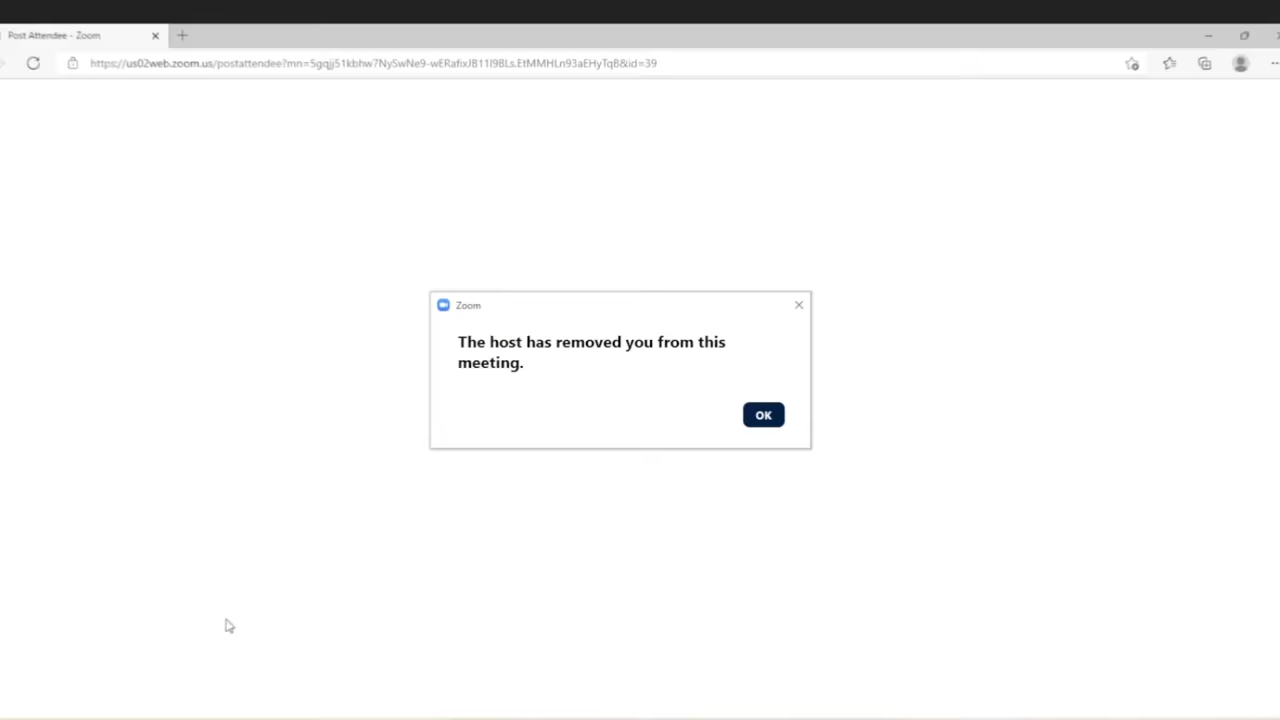 Post Attendee - Zoom
Zoom
The host has removed you from this
meeting.
OK